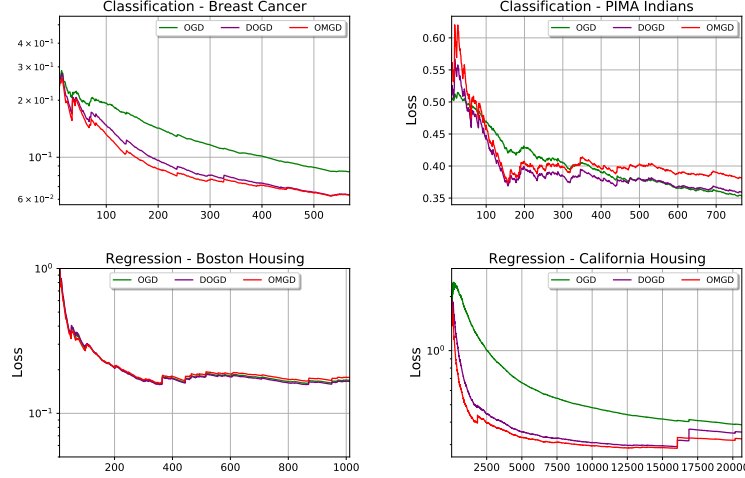 Classification - Breast Cancer
OGD DOGD OMGD
4 × 10⁻¹
3 × 10⁻¹
2 × 10⁻¹
10⁻¹
6 × 10⁻²
100 200 300 400 500
Classification - PIMA Indians
OGD DOGD OMGD
Loss
0.60
0.55
0.50
0.45
0.40
0.35
100 200 300 400 500 600 700
Regression - Boston Housing
OGD DOGD OMGD
Loss
10⁰
10⁻¹
200 400 600 800 1000
Regression - California Housing
OGD DOGD OMGD
Loss
10⁰
2500 5000 7500 10000 12500 15000 17500 20000